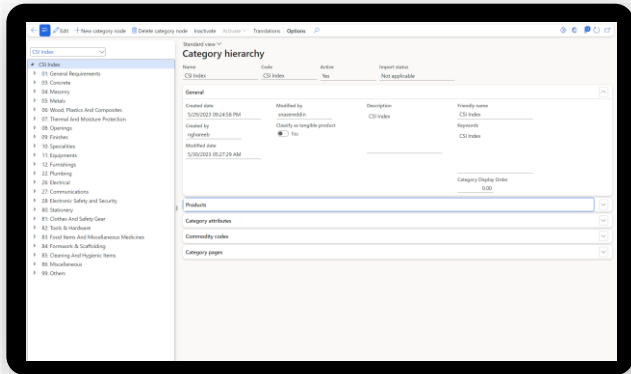 Edit + New category node Delete category node Inactivate Activate Translations Options
CSI Index
CSI Index
01: General Requirements
03: Concrete
04: Masonry
05: Metals
06: Wood, Plastics And Composites
07: Thermal And Moisture Protection
08: Openings
09: Finishes
10: Specialities
11: Equipments
12: Furnishings
22: Plumbing
26: Electrical
27: Communications
28: Electronic Safety and Security
80: Stationery
81: Clothes And Safety Gear
82: Tools & Hardware
83: Food Items And Miscellaneous Medicines
84: Formwork & Scaffolding
85: Cleaning And Hygienic Items
86: Miscellaneous
99: Others
Standard view
Category hierarchy
Name Code Active Import status
CSI Index CSI Index Yes Not applicable
General
Created date Modified by Description Friendly name
5/29/2023 09:24:58 PM snazereddin CSI Index CSI Index
Created by Classify as tangible product Keywords
nghareeb No CSI Index
Modified date
5/30/2023 05:27:29 AM
Category Display Order
0.00
Products
Category attributes
Commodity codes
Category pages